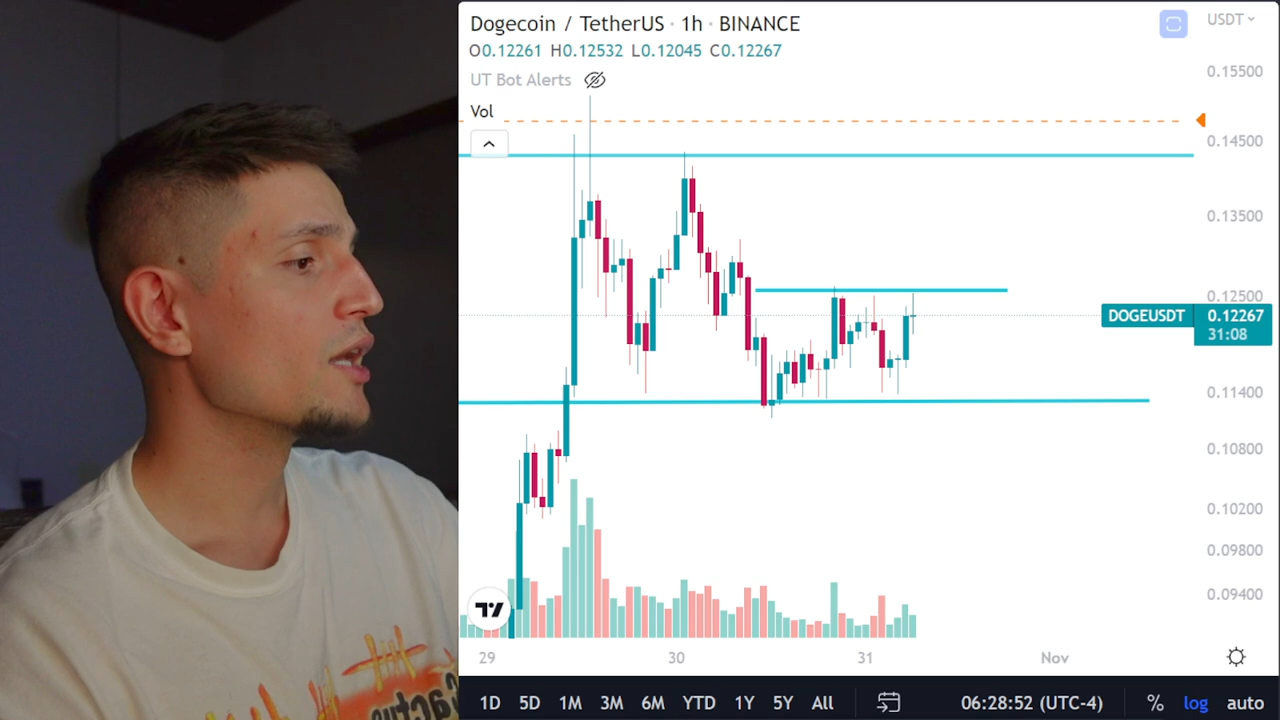 Dogecoin / TetherUS · 1h · BINANCE
USDT
O0.12261 H0.12532 L0.12045 C0.12267
UT Bot Alerts
Vol
0.15500
0.14500
0.13500
0.12500
DOGEUSDT 0.12267
31:08
0.11400
0.10800
0.10200
0.09800
0.09400
29 30 31 Nov
1D 5D 1M 3M 6M YTD 1Y 5Y All 06:28:52 (UTC-4) % log auto